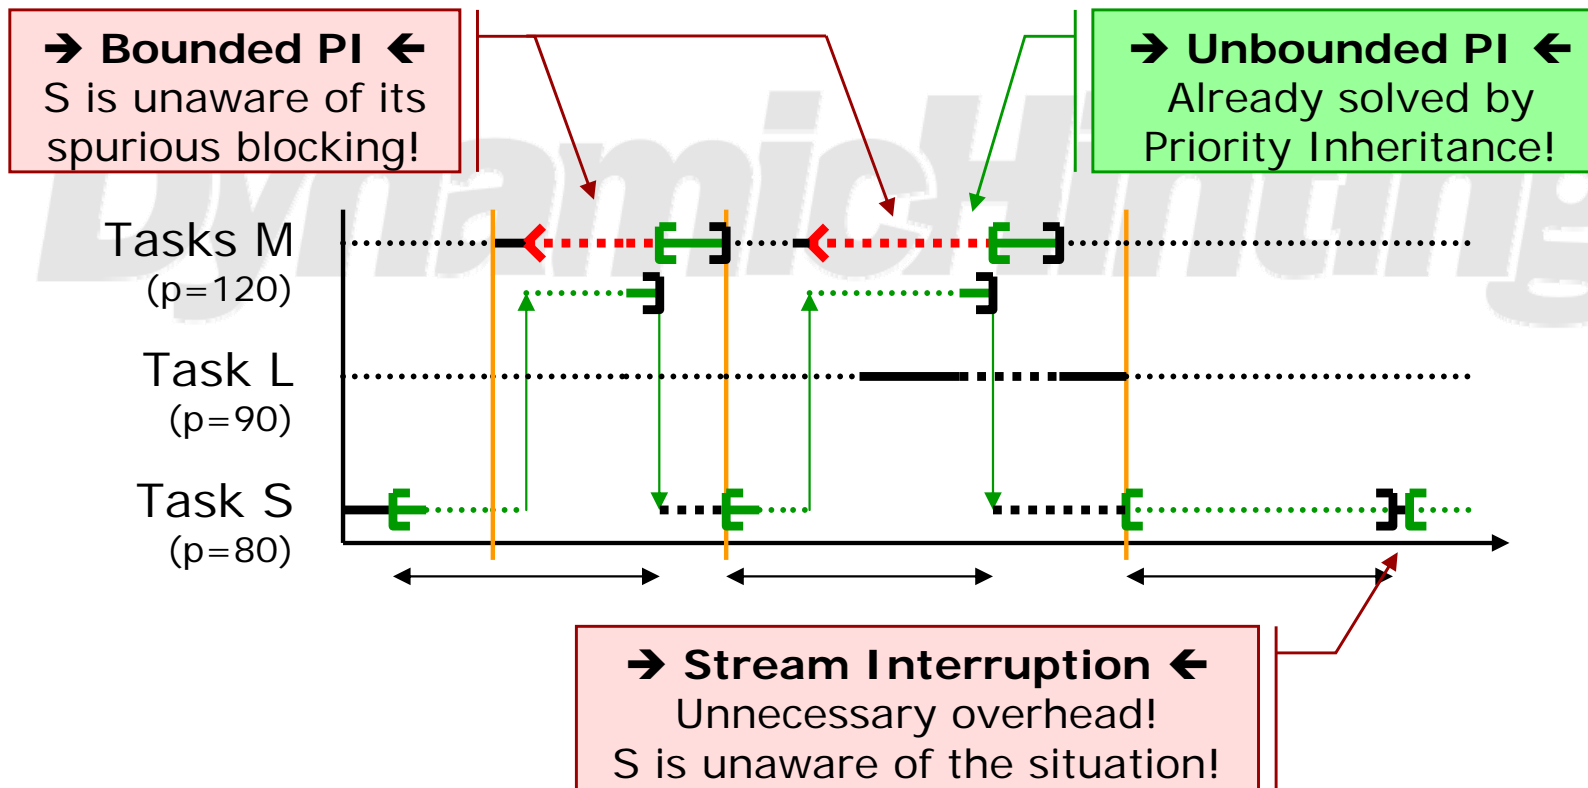 ➔ Bounded PI ←
S is unaware of its
spurious blocking!
➔ Unbounded PI ←
Already solved by
Priority Inheritance!
DynamicHinting
Tasks M
(p=120)
Task L
(p=90)
Task S
(p=80)
➔ Stream Interruption ←
Unnecessary overhead!
S is unaware of the situation!